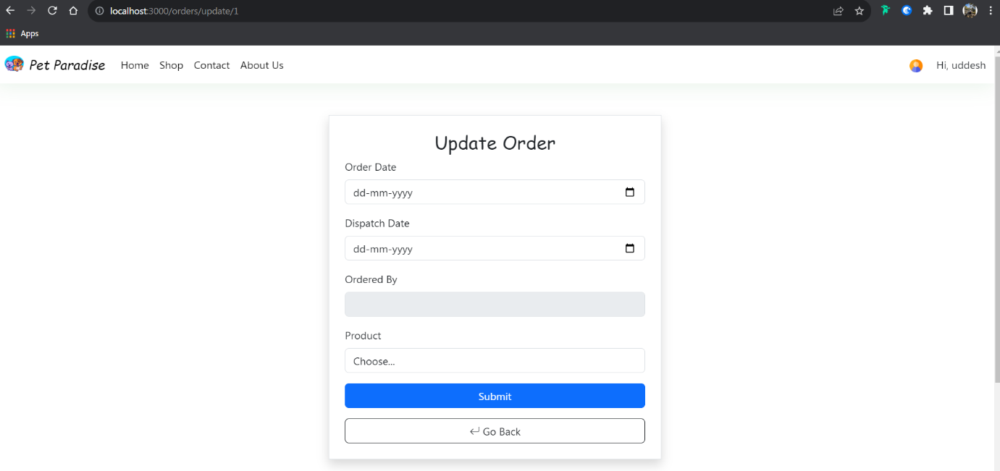 localhost:3000/orders/update/1
Apps
Pet Paradise Home Shop Contact About Us Hi, uddesh
Update Order
Order Date
dd-mm-yyyy
Dispatch Date
dd-mm-yyyy
Ordered By
Product
Choose...
Submit
Go Back